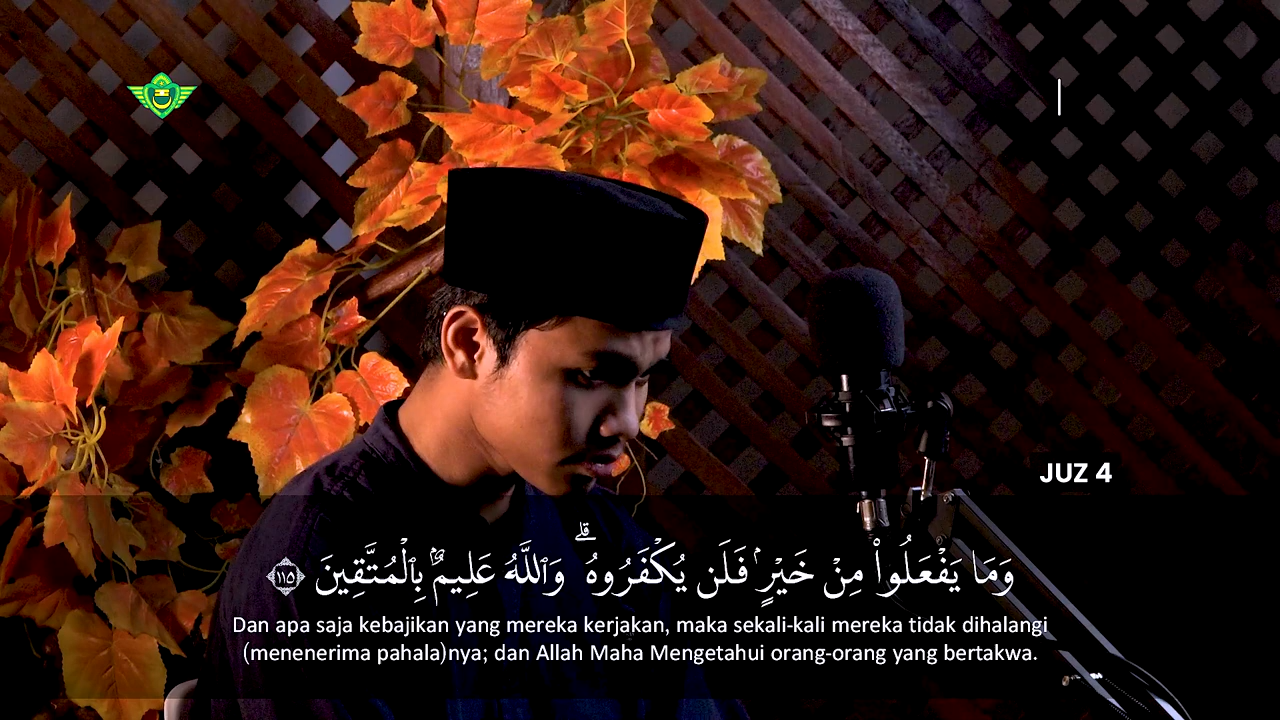 JUZ 4
وَمَا يَفْعَلُوا۟ مِنْ خَيْرٍۢ فَلَن يُكْفَرُوهُ ۗ وَٱللَّهُ عَلِيمٌۢ بِٱلْمُتَّقِينَ ١١٥
Dan apa saja kebajikan yang mereka kerjakan, maka sekali-kali mereka tidak dihalangi
(menenerima pahala)nya; dan Allah Maha Mengetahui orang-orang yang bertakwa.